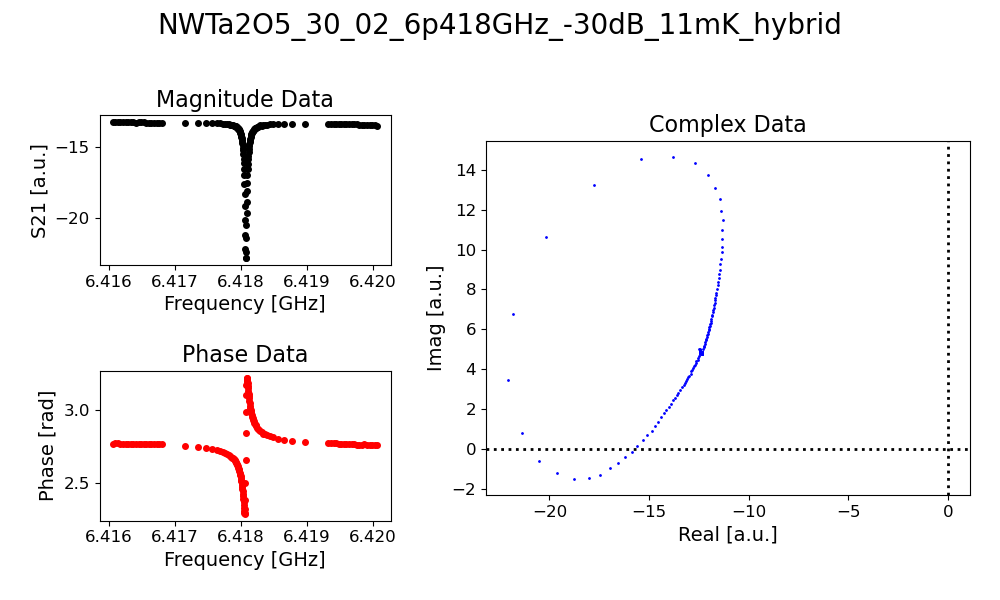 NWTa2O5_30_02_6p418GHz_-30dB_11mK_hybrid
Magnitude Data
S21 [a.u.]
−15
−20
6.416 6.417 6.418 6.419 6.420
Frequency [GHz]
Phase Data
Phase [rad]
3.0
2.5
6.416 6.417 6.418 6.419 6.420
Frequency [GHz]
Complex Data
Imag [a.u.]
14
12
10
8
6
4
2
0
−2
−20 −15 −10 −5 0
Real [a.u.]